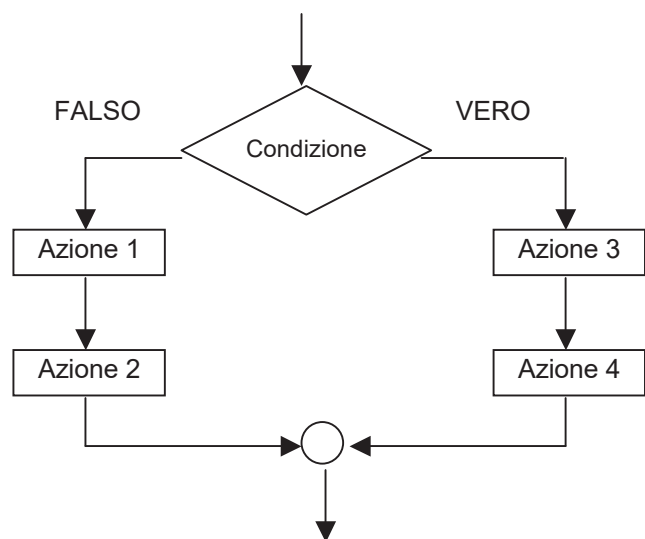 FALSO
VERO
Condizione
Azione 1
Azione 3
Azione 2
Azione 4